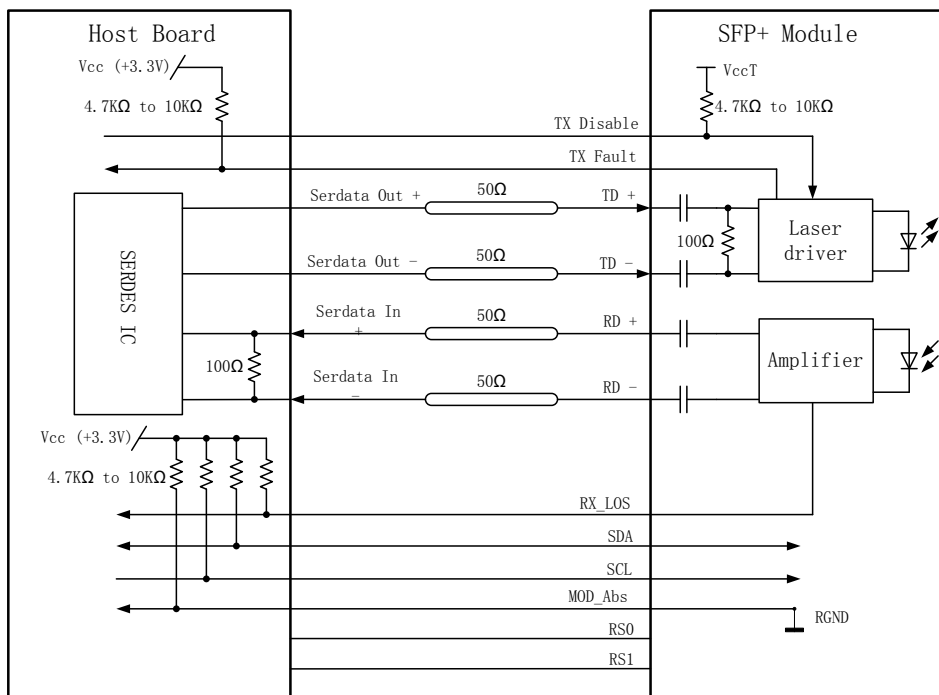 Host Board
SFP+ Module
Vcc (+3.3V)
VccT
4.7KΩ to 10KΩ
4.7KΩ to 10KΩ
TX Disable
TX Fault
Serdata Out +
50Ω
TD +
SERDES IC
100Ω
Laser
driver
Serdata Out −
50Ω
TD −
Serdata In
+
50Ω
RD +
100Ω
Amplifier
Serdata In
−
50Ω
RD −
Vcc (+3.3V)
4.7KΩ to 10KΩ
RX_LOS
SDA
SCL
MOD_Abs
RGND
RS0
RS1